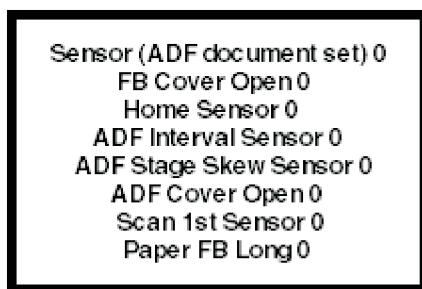 Sensor (ADF document set) 0
FB Cover Open 0
Home Sensor 0
ADF Interval Sensor 0
ADF Stage Skew Sensor 0
ADF Cover Open 0
Scan 1st Sensor 0
Paper FB Long 0